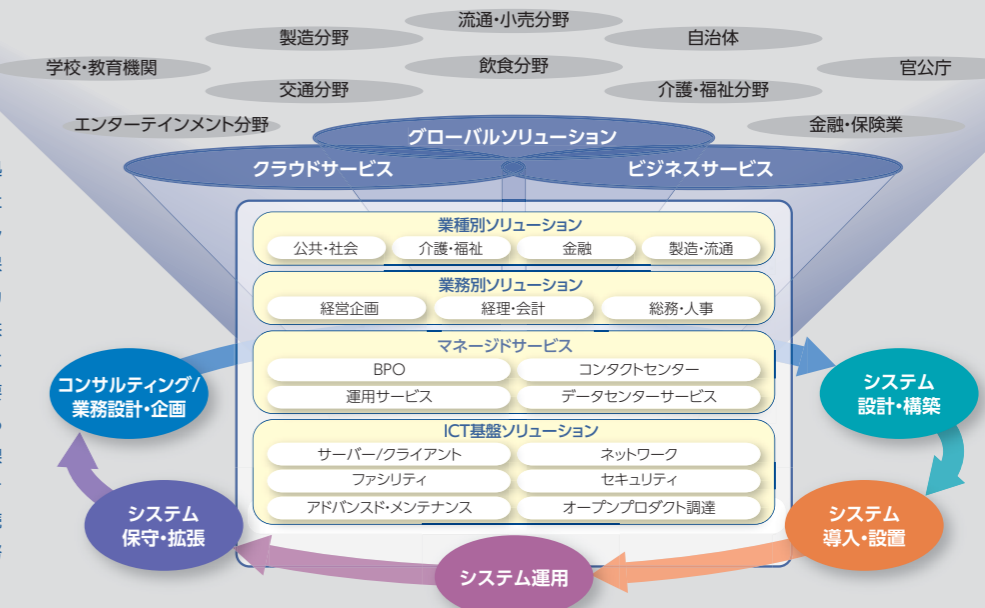 流通・小売分野
製造分野
自治体
学校・教育機関
飲食分野
官公庁
交通分野
介護・福祉分野
エンターテインメント分野
金融・保険業
グローバルソリューション
クラウドサービス
ビジネスサービス
業種別ソリューション
公共・社会
介護・福祉
金融
製造・流通
業務別ソリューション
経営企画
経理・会計
総務・人事
マネージドサービス
BPO
コンタクトセンター
運用サービス
データセンターサービス
ICT基盤ソリューション
サーバー/クライアント
ネットワーク
ファシリティ
セキュリティ
アドバンスド・メンテナンス
オープンプロダクト調達
コンサルティング/
業務設計・企画
システム
設計・構築
システム
導入・設置
システム運用
システム
保守・拡張